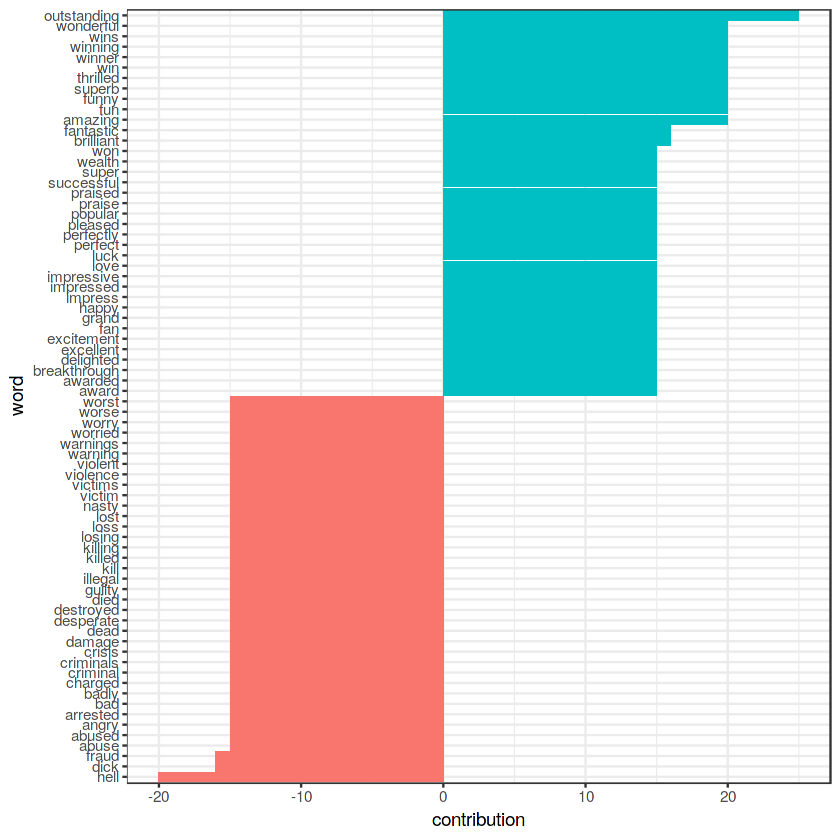 outstanding
wonderful
wins
winning
winner
win
thrilled
superb
funny
fun
amazing
fantastic
brilliant
won
wealth
super
successful
praised
praise
popular
pleased
perfectly
perfect
luck
love
impressive
impressed
impress
happy
grand
fan
excitement
excellent
delighted
breakthrough
awarded
award
worst
worse
worry
worried
warnings
warning
violent
violence
victims
victim
nasty
lost
loss
losing
killing
killed
kill
illegal
guilty
died
destroyed
desperate
dead
damage
crisis
criminals
criminal
charged
badly
bad
arrested
angry
abused
abuse
fraud
dick
hell
word
-20 -10 0 10 20
contribution